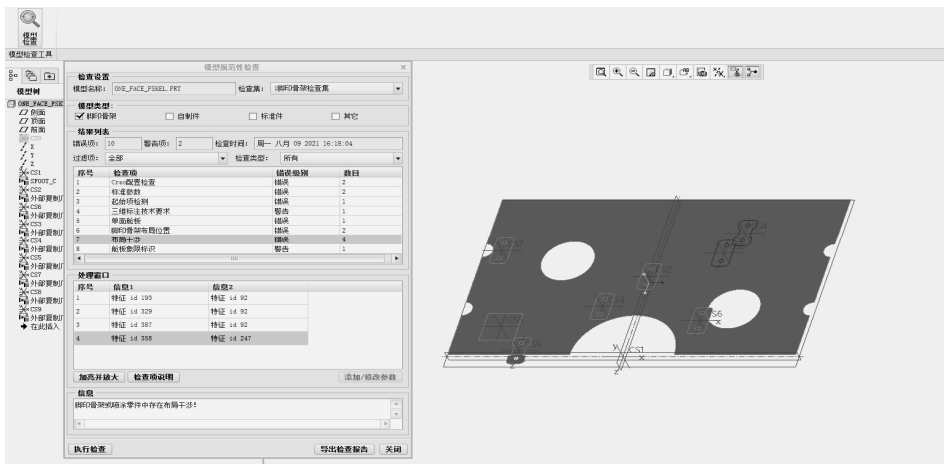 模型
检查
模型检查工具
模型树
ONE_FACE_FSK
侧面
顶面
前面
CS0
X
Y
Z
CS1
SFOOT_C
CS2
外部复制
CS6
外部复制
CS3
外部复制
CS4
外部复制
CS5
外部复制
CS7
外部复制
CS8
外部复制
CS9
外部复制
在此插入
模型规范性检查
检查设置
模型名称: ONE_FACE_FSKEL.PRT 检查集: :脚印骨架检查集
模型类型:
脚印骨架 自制件 标准件 其它
结果列表
错误项: 10 警告项: 2 检查时间: 周一 八月 09 2021 16:18:04
过滤项: 全部 检查类型: 所有
序号 检查项 错误级别 数目
1 Creo配置检查 错误 2
2 标准参数 错误 2
3 起始项检测 错误 1
4 三维标注技术要求 警告 1
5 单面舱板 错误 1
6 脚印骨架布局位置 错误 2
7 布局干涉 错误 4
8 舱板象限标识 警告 1
处理窗口
序号 信息1 信息2
1 特征 id 193 特征 id 92
2 特征 id 329 特征 id 92
3 特征 id 387 特征 id 92
4 特征 id 388 特征 id 247
加亮并放大 检查项说明 添加/修改参数
信息
脚印骨架或喷涂零件中存在布局干涉!
执行检查 导出检查报告 关闭
Z
CS7
CS4
CS2
CS3
CS6
X
CS9
y
CS1
X
Z
Z